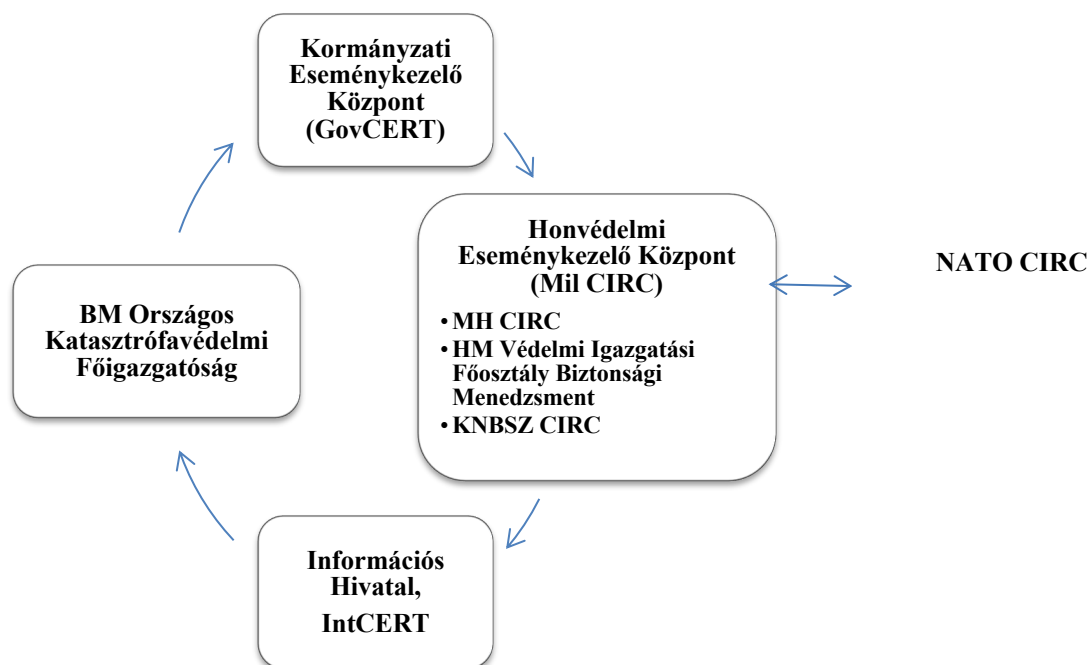 Kormányzati
Eseménykezelő
Központ
(GovCERT)
Honvédelmi
Eseménykezelő Központ
(Mil CIRC)
• MH CIRC
• HM Védelmi Igazgatási
Főosztály Biztonsági
Menedzsment
• KNBSZ CIRC
NATO CIRC
Információs
Hivatal,
IntCERT
BM Országos
Katasztrófavédelmi
Főigazgatóság